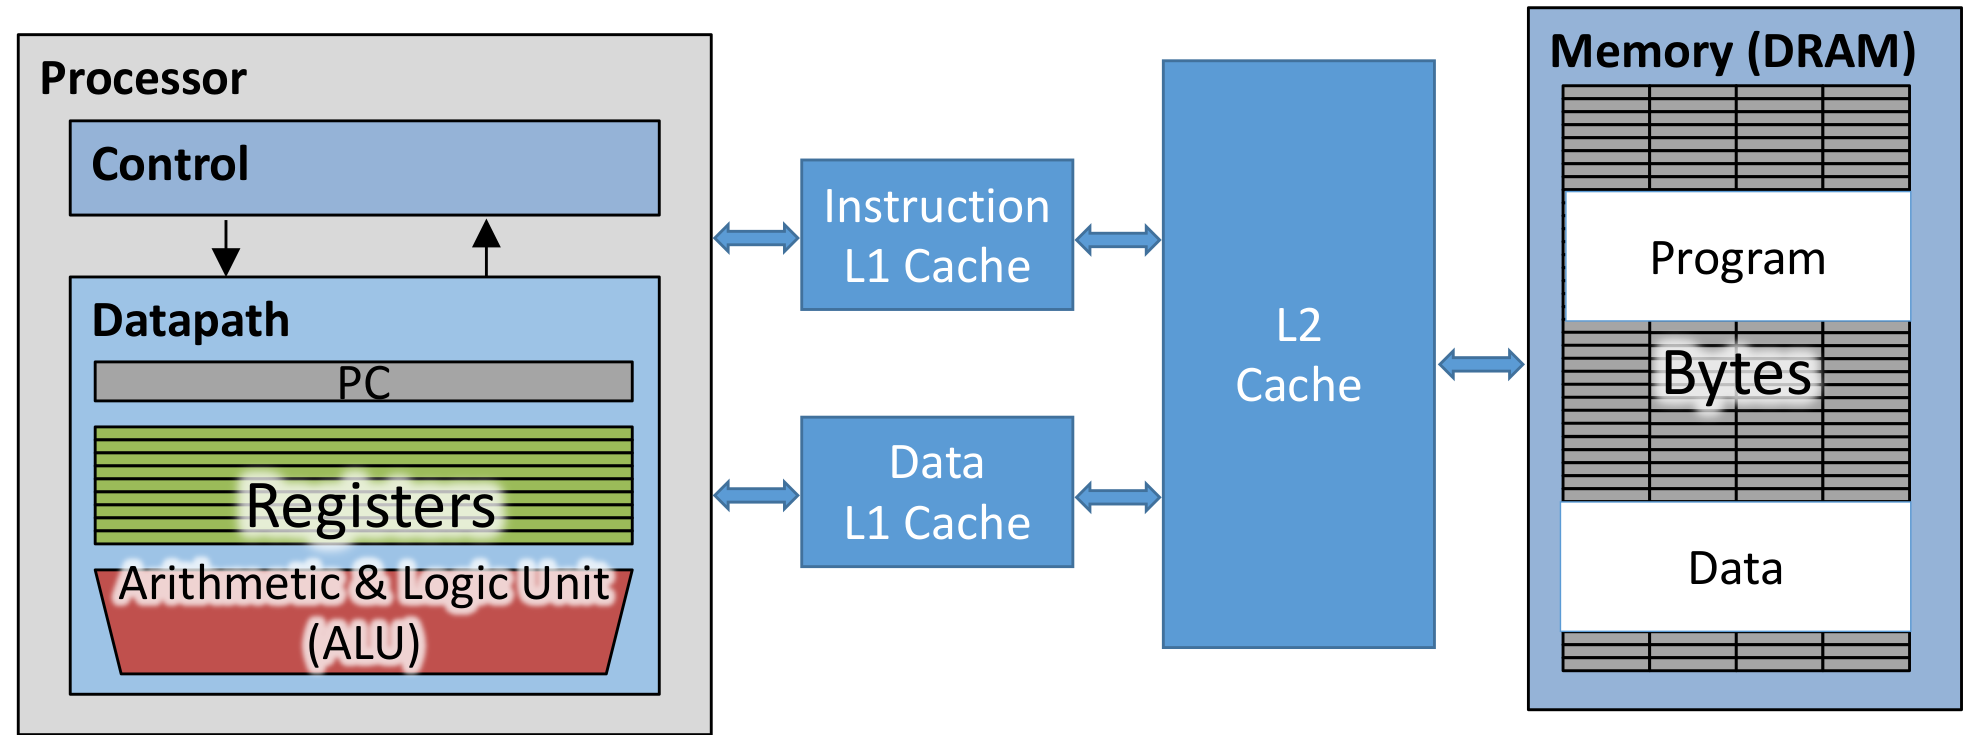 Processor
Control
Datapath
PC
Registers
Arithmetic & Logic Unit
(ALU)
Instruction
L1 Cache
Data
L1 Cache
L2
Cache
Memory (DRAM)
Program
Bytes
Data